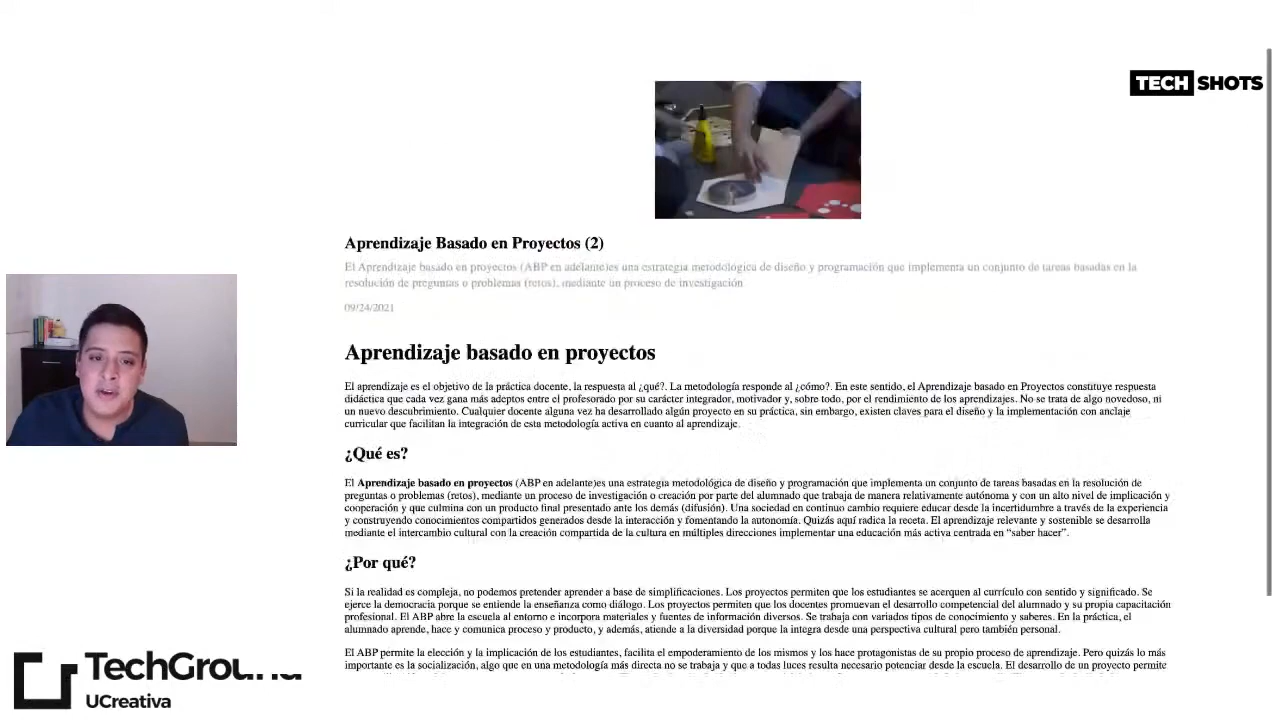 TECH SHOTS
Aprendizaje Basado en Proyectos (2)
El Aprendizaje basado en proyectos (ABP en adelante)es una estrategia metodológica de diseño y programación que implementa un conjunto de tareas basadas en la
resolución de preguntas o problemas (retos), mediante un proceso de investigación
09/24/2021
Aprendizaje basado en proyectos
El aprendizaje es el objetivo de la práctica docente, la respuesta al ¿qué?. La metodología responde al ¿cómo?. En este sentido, el Aprendizaje basado en Proyectos constituye respuesta
didáctica que cada vez gana más adeptos entre el profesorado por su carácter integrador, motivador y, sobre todo, por el rendimiento de los aprendizajes. No se trata de algo novedoso, ni
un nuevo descubrimiento. Cualquier docente alguna vez ha desarrollado algún proyecto en su práctica, sin embargo, existen claves para el diseño y la implementación con anclaje
curricular que facilitan la integración de esta metodología activa en cuanto al aprendizaje.
¿Qué es?
El Aprendizaje basado en proyectos (ABP en adelante)es una estrategia metodológica de diseño y programación que implementa un conjunto de tareas basadas en la resolución de
preguntas o problemas (retos), mediante un proceso de investigación o creación por parte del alumnado que trabaja de manera relativamente autónoma y con un alto nivel de implicación y
cooperación y que culmina con un producto final presentado ante los demás (difusión). Una sociedad en continuo cambio requiere educar desde la incertidumbre a través de la experiencia
y construyendo conocimientos compartidos generados desde la interacción y fomentando la autonomía. Quizás aquí radica la receta. El aprendizaje relevante y sostenible se desarrolla
mediante el intercambio cultural con la creación compartida de la cultura en múltiples direcciones implementar una educación más activa centrada en “saber hacer”.
¿Por qué?
Si la realidad es compleja, no podemos pretender aprender a base de simplificaciones. Los proyectos permiten que los estudiantes se acerquen al currículo con sentido y significado. Se
ejerce la democracia porque se entiende la enseñanza como diálogo. Los proyectos permiten que los docentes promuevan el desarrollo competencial del alumnado y su propia capacitación
profesional. El ABP abre la escuela al entorno e incorpora materiales y fuentes de información diversos. Se trabaja con variados tipos de conocimiento y saberes. En la práctica, el
alumnado aprende, hace y comunica proceso y producto, y además, atiende a la diversidad porque la integra desde una perspectiva cultural pero también personal.
El ABP permite la elección y la implicación de los estudiantes, facilita el empoderamiento de los mismos y los hace protagonistas de su propio proceso de aprendizaje. Pero quizás lo más
importante es la socialización, algo que en una metodología más directa no se trabaja y que a todas luces resulta necesario potenciar desde la escuela. El desarrollo de un proyecto permite
TechGround
UCreativa